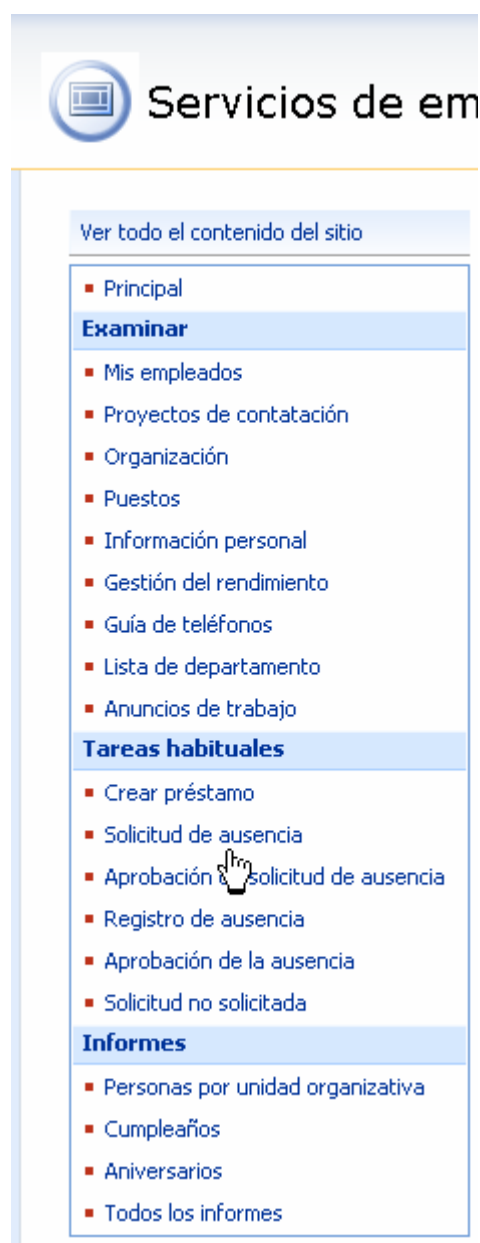 Servicios de em
Ver todo el contenido del sitio
Principal
Examinar
Mis empleados
Proyectos de contatación
Organización
Puestos
Información personal
Gestión del rendimiento
Guía de teléfonos
Lista de departamento
Anuncios de trabajo
Tareas habituales
Crear préstamo
Solicitud de ausencia
Aprobación solicitud de ausencia
Registro de ausencia
Aprobación de la ausencia
Solicitud no solicitada
Informes
Personas por unidad organizativa
Cumpleaños
Aniversarios
Todos los informes